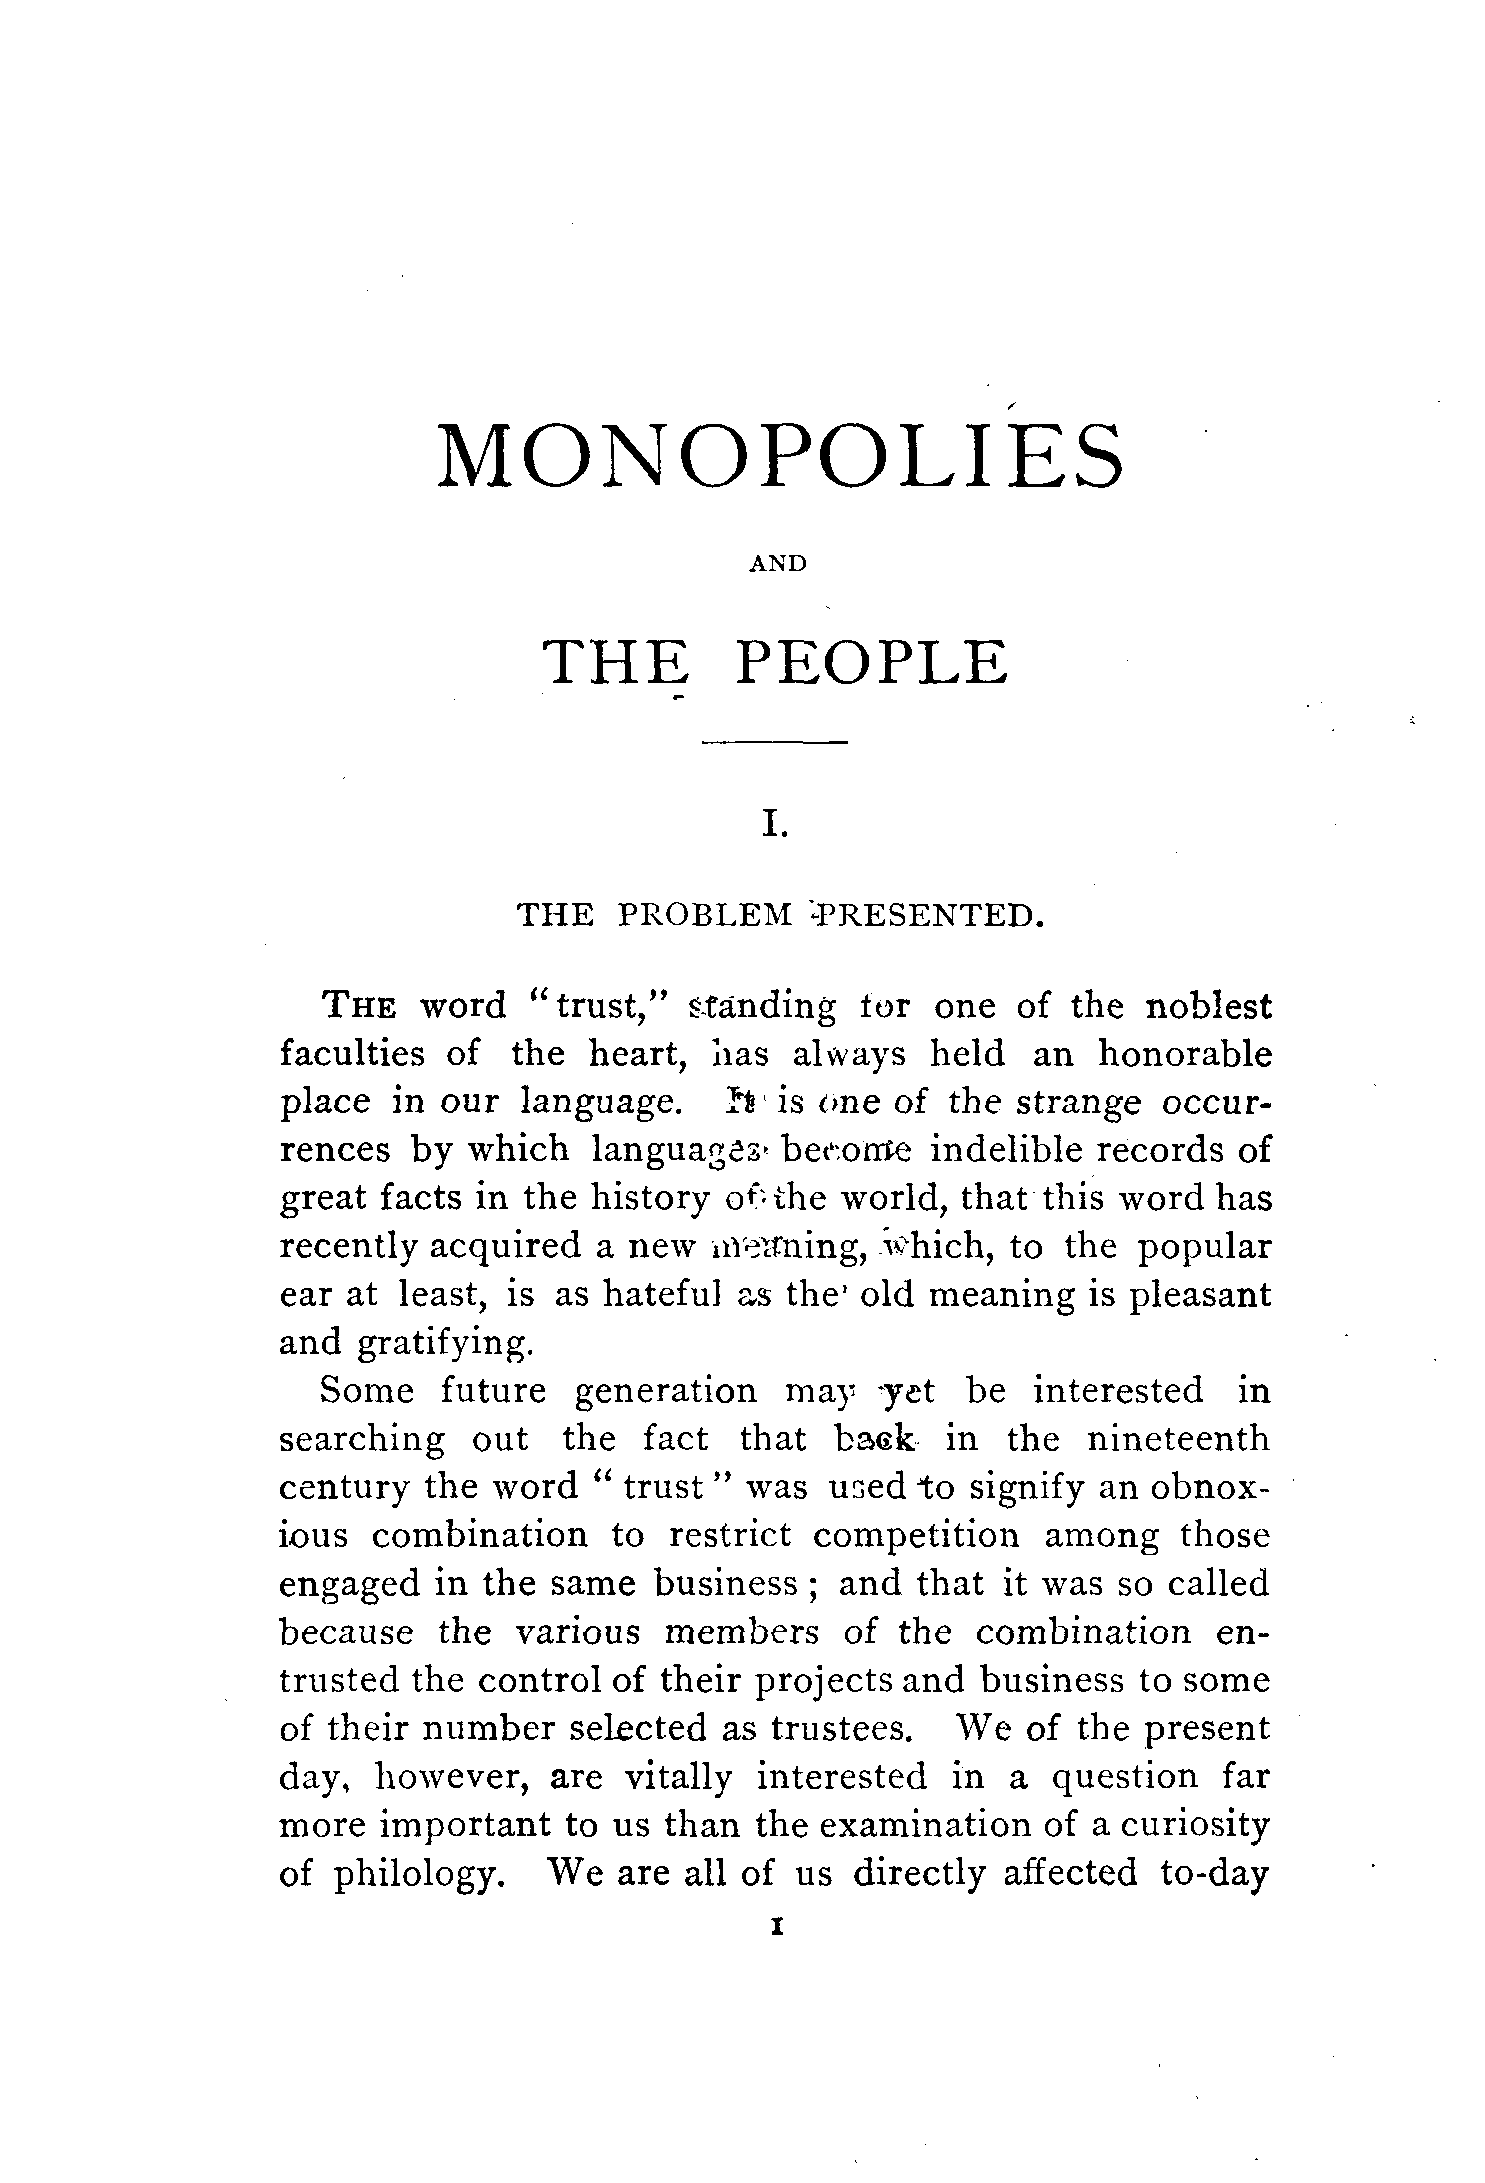 MONOPOLIES
AND
THE PEOPLE
I.
THE PROBLEM PRESENTED.
THE word “trust,” standing for one of the noblest
faculties of the heart, has always held an honorable
place in our language. It is one of the strange occur-
rences by which languages become indelible records of
great facts in the history of the world, that this word has
recently acquired a new meaning, which, to the popular
ear at least, is as hateful as the old meaning is pleasant
and gratifying.
Some future generation may yet be interested in
searching out the fact that back in the nineteenth
century the word “trust” was used to signify an obnox-
ious combination to restrict competition among those
engaged in the same business; and that it was so called
because the various members of the combination en-
trusted the control of their projects and business to some
of their number selected as trustees. We of the present
day, however, are vitally interested in a question far
more important to us than the examination of a curiosity
of philology. We are all of us directly affected to-day
1